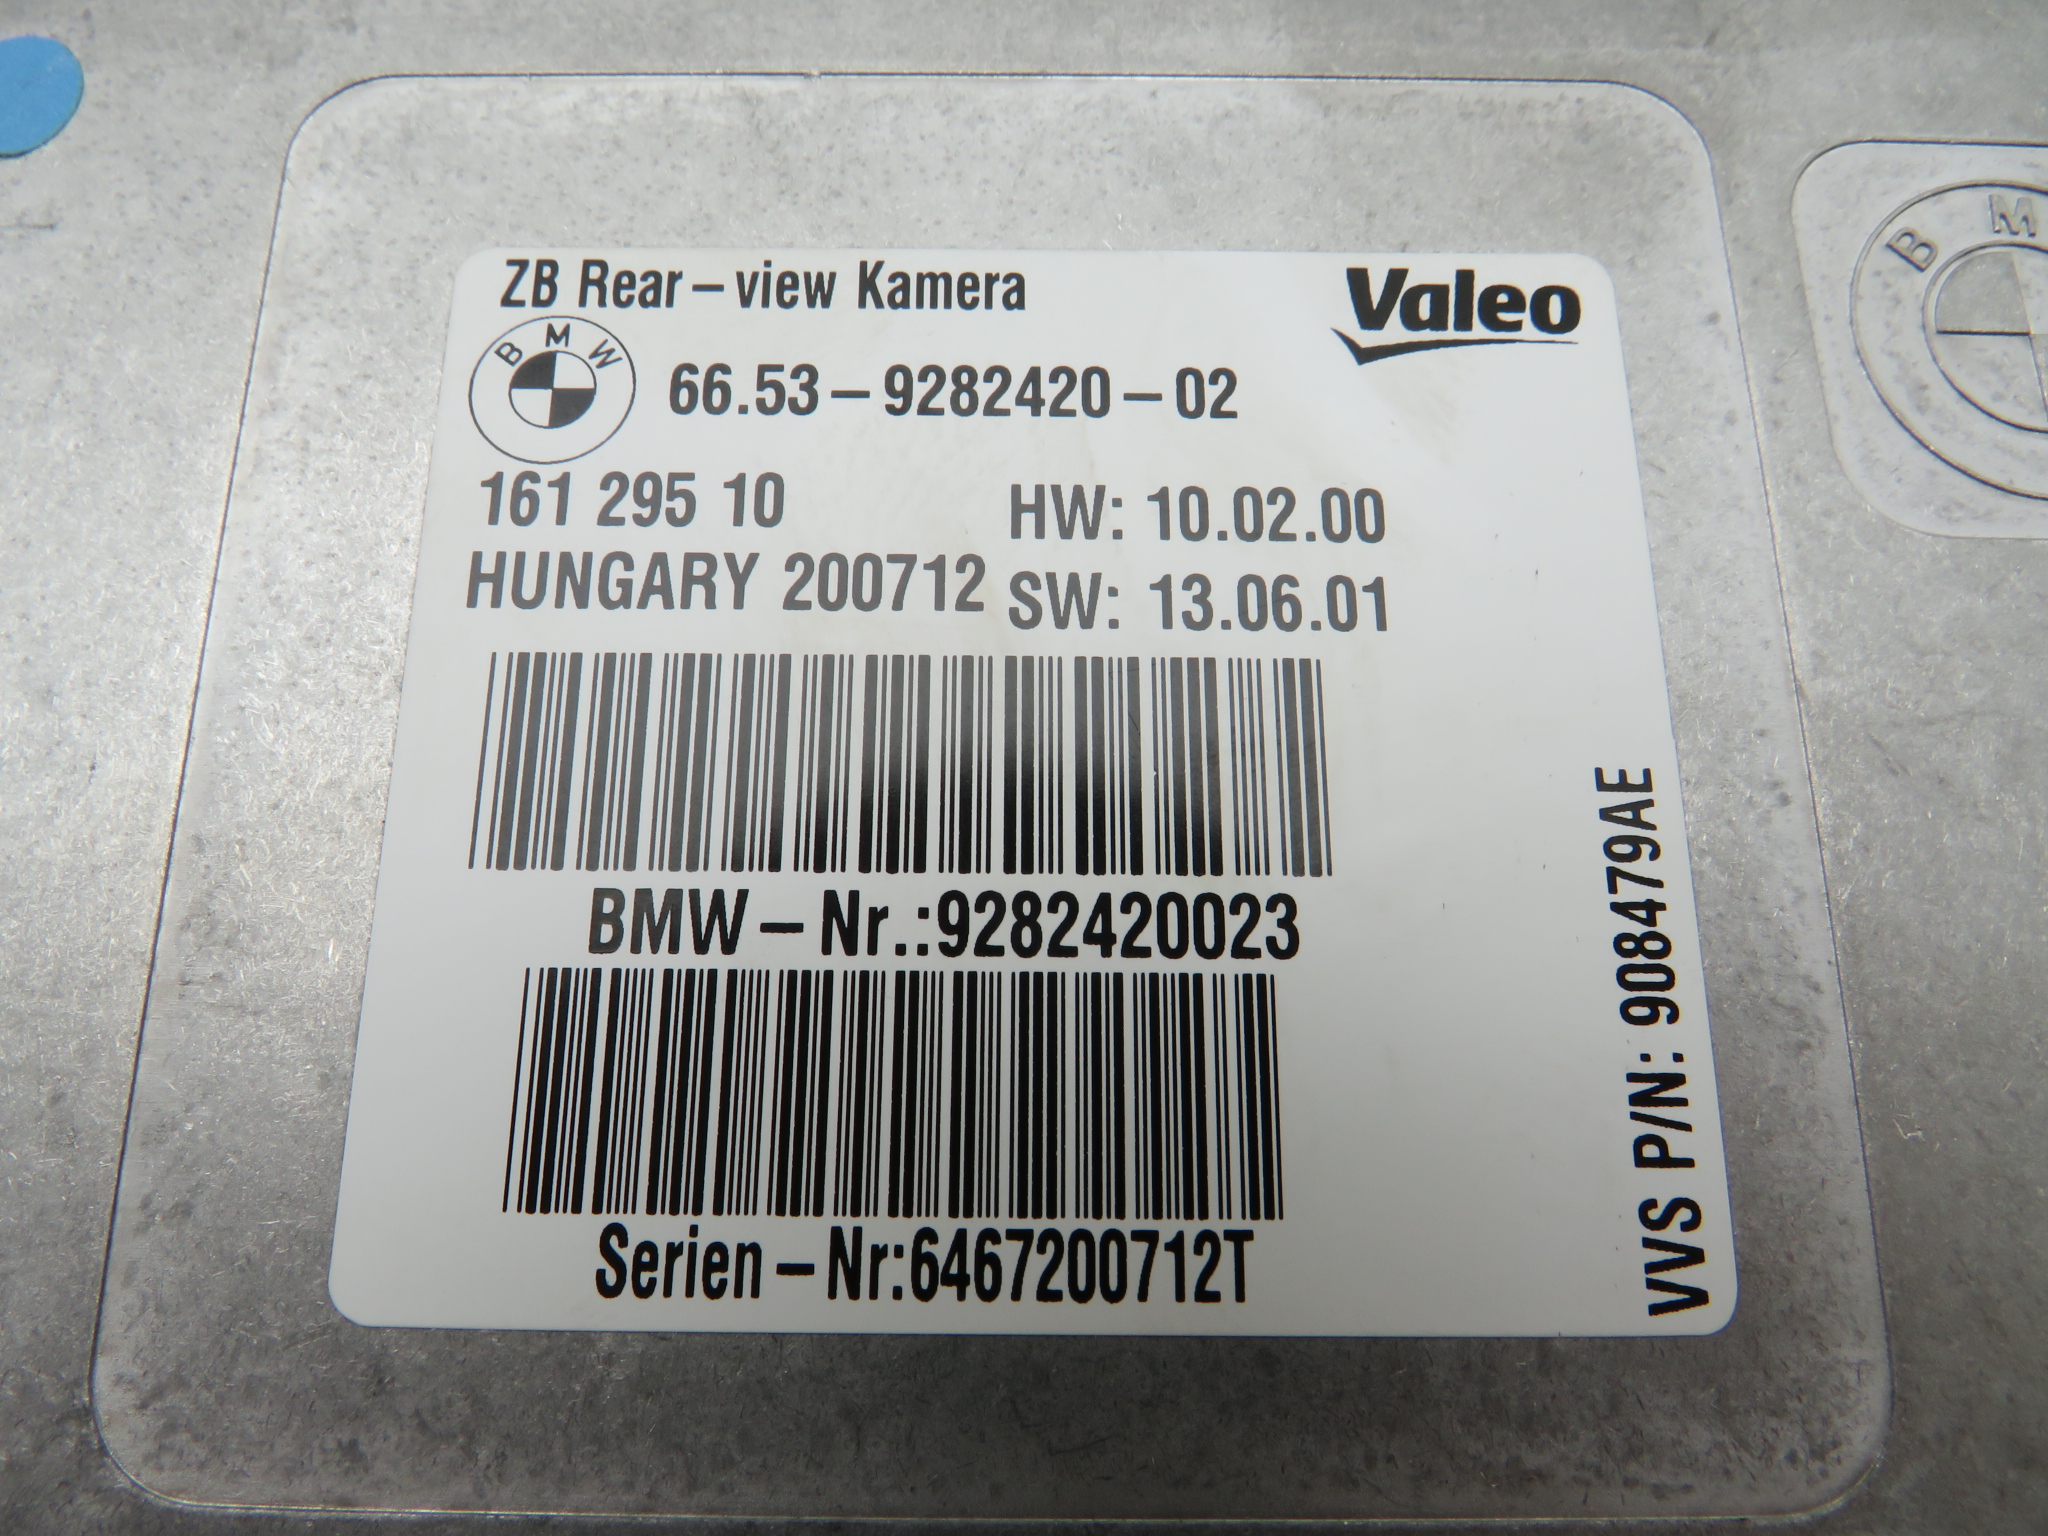 ZB Rear-view Kamera
Valeo
BMW
66.53-9282420-02
161 295 10
HW: 10.02.00
HUNGARY 200712
SW: 13.06.01
BMW-Nr.:9282420023
Serien-Nr:6467200712T
VVS P/N: 908479AE
B M